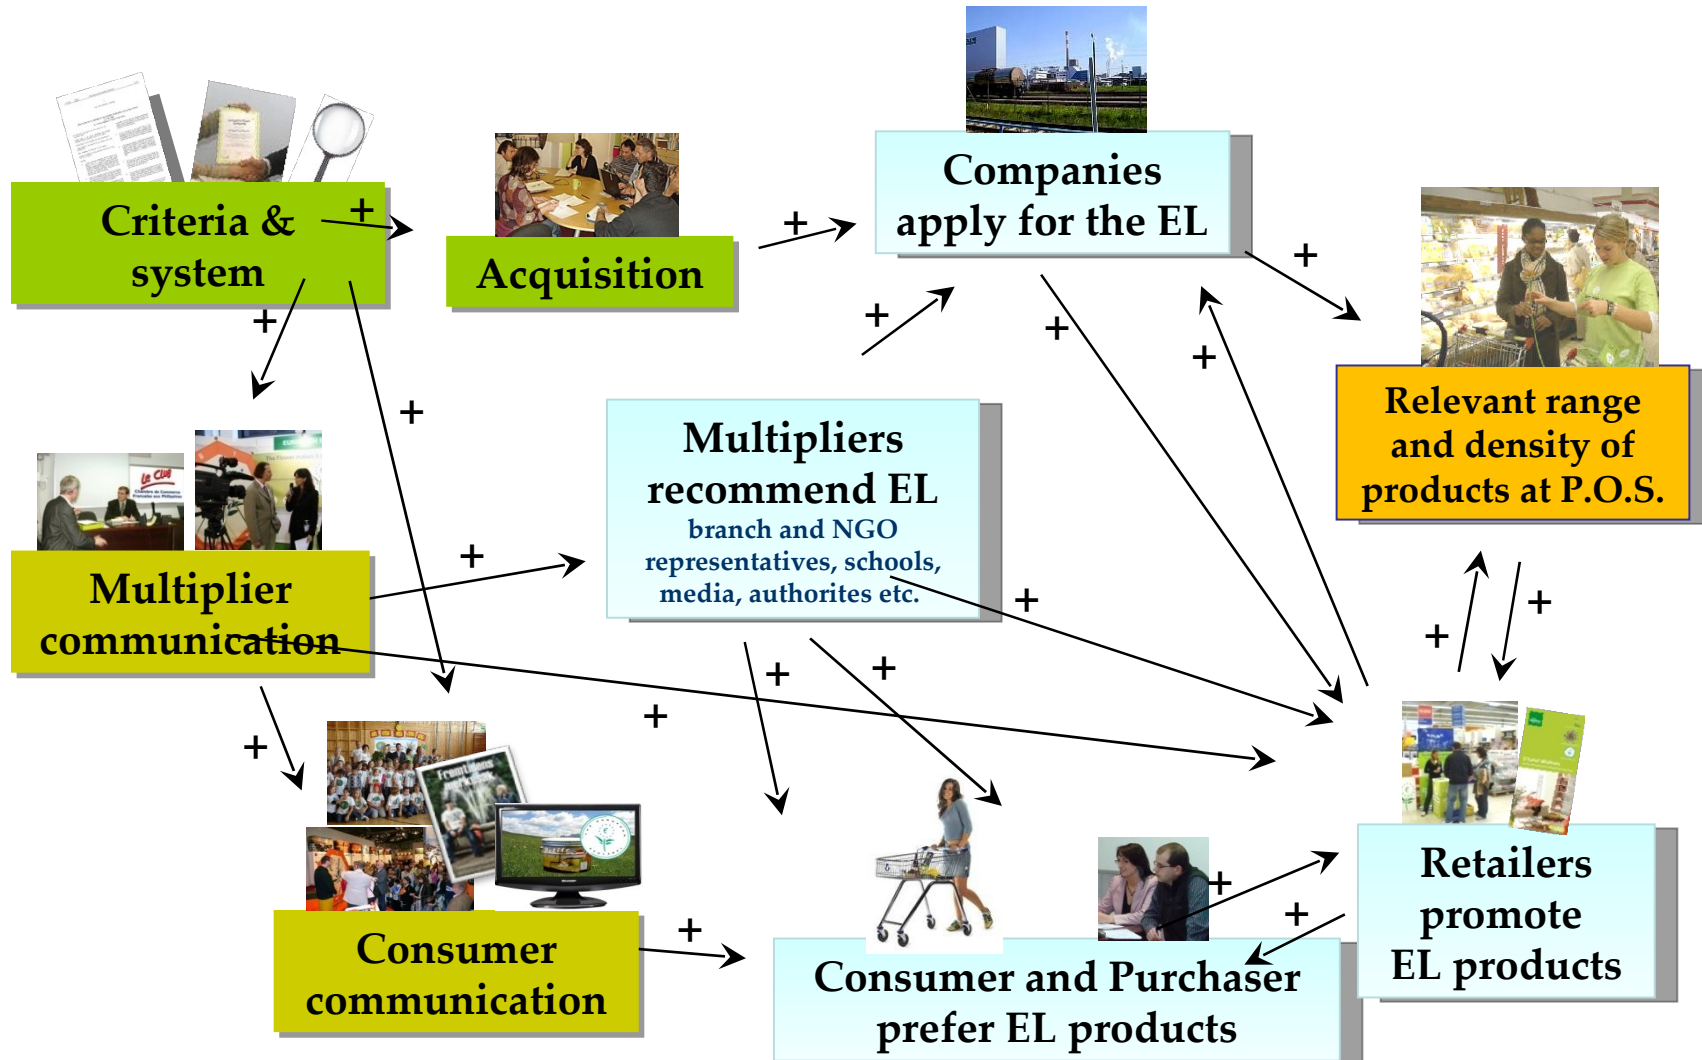 Criteria &
system
+
Acquisition
+
Companies
apply for the EL
+
+
+
+
+
+
Relevant range
and density of
products at P.O.S.
Multipliers
recommend EL
branch and NGO
representatives, schools,
media, authorites etc.
Le Club
Multiplier
communication
+
+
+
+
+
+
+
+
+
Consumer
communication
+
Consumer and Purchaser
prefer EL products
+
+
Retailers
promote
EL products